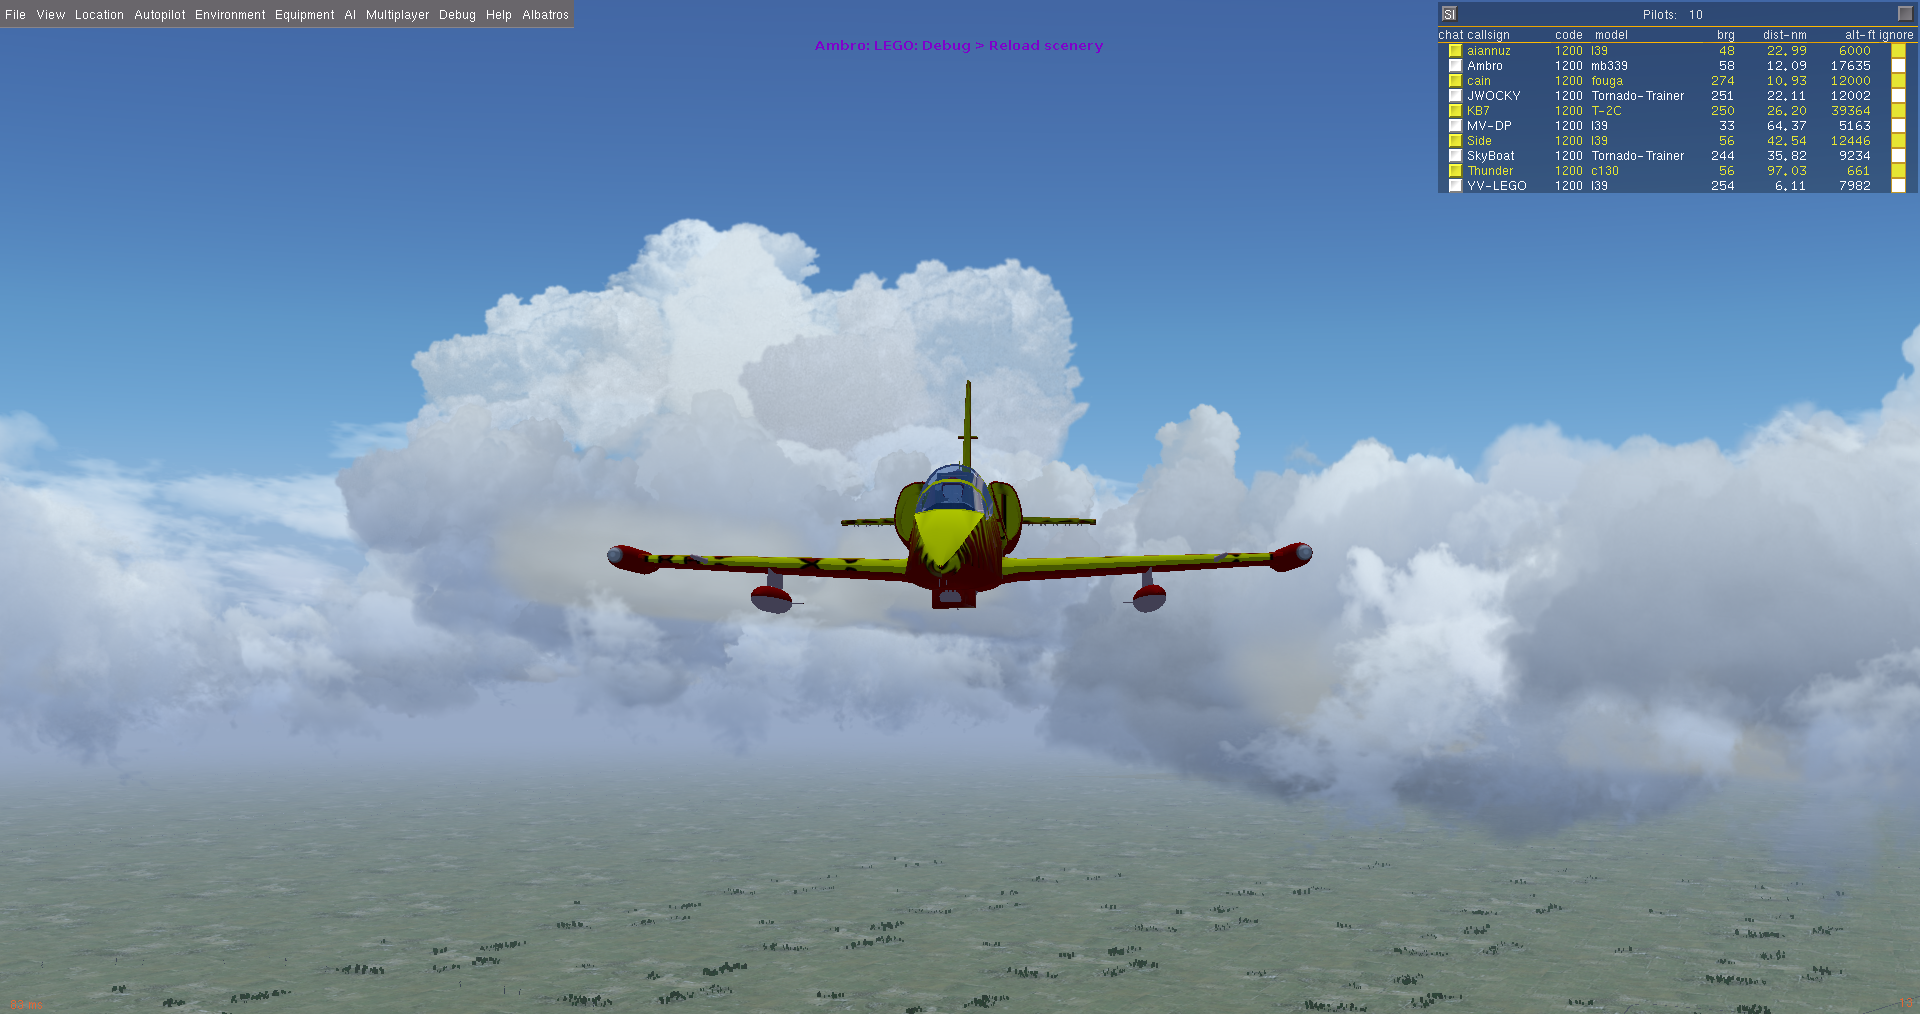 File View Location Autopilot Environment Equipment AI Multiplayer Debug Help Albatros
Ambro: LEGO: Debug > Reload scenery
SI Pilots: 10
chat callsign code model brg dist-nm alt-ft ignore
aiannuz 1200 l39 48 22.99 6000
Ambro 1200 mb339 58 12.09 17635
cain 1200 fouga 274 10.93 12000
JWOCKY 1200 Tornado-Trainer 251 22.11 12002
KB7 1200 T-2C 250 26.20 39364
MV-DP 1200 l39 33 64.37 5163
Side 1200 l39 56 42.54 12446
SkyBoat 1200 Tornado-Trainer 244 35.82 9234
Thunder 1200 c130 56 97.03 661
YV-LEGO 1200 l39 254 6.11 7982